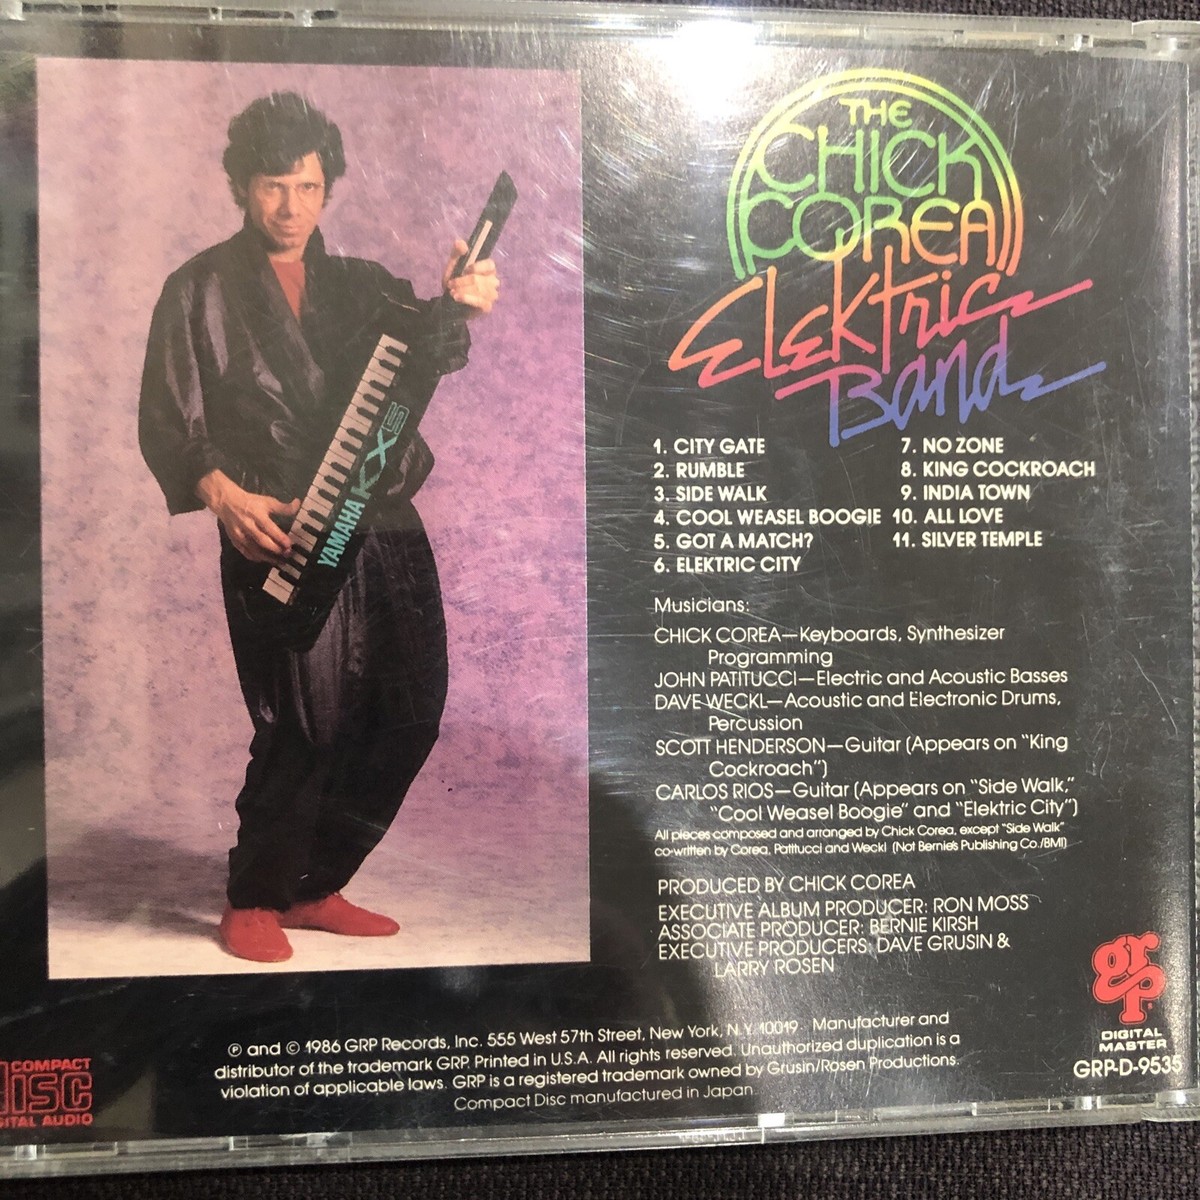 THE
CHICK
COREA
Elektric
Band
1. CITY GATE
2. RUMBLE
3. SIDE WALK
4. COOL WEASEL BOOGIE
5. GOT A MATCH?
6. ELEKTRIC CITY
7. NO ZONE
8. KING COCKROACH
9. INDIA TOWN
10. ALL LOVE
11. SILVER TEMPLE
Musicians:
CHICK COREA—Keyboards, Synthesizer
Programming
JOHN PATITUCCI—Electric and Acoustic Basses
DAVE WECKL—Acoustic and Electronic Drums,
Percussion
SCOTT HENDERSON—Guitar (Appears on "King
Cockroach")
CARLOS RIOS—Guitar (Appears on "Side Walk,"
"Cool Weasel Boogie" and "Elektric City")
All pieces composed and arranged by Chick Corea, except "Side Walk"
co-written by Corea, Patitucci and Weckl (Not Bernie's Publishing Co./BMI)
PRODUCED BY CHICK COREA
EXECUTIVE ALBUM PRODUCER: RON MOSS
ASSOCIATE PRODUCER: BERNIE KIRSH
EXECUTIVE PRODUCERS: DAVE GRUSIN &
LARRY ROSEN
YAMAHA KX5
grp®
DIGITAL
MASTER
GRP-D-9535
℗ and © 1986 GRP Records, Inc. 555 West 57th Street, New York, N.Y. 10019. Manufacturer and
distributor of the trademark GRP. Printed in U.S.A. All rights reserved. Unauthorized duplication is a
violation of applicable laws. GRP is a registered trademark owned by Grusin/Rosen Productions.
Compact Disc manufactured in Japan.
COMPACT
DISC
DIGITAL AUDIO